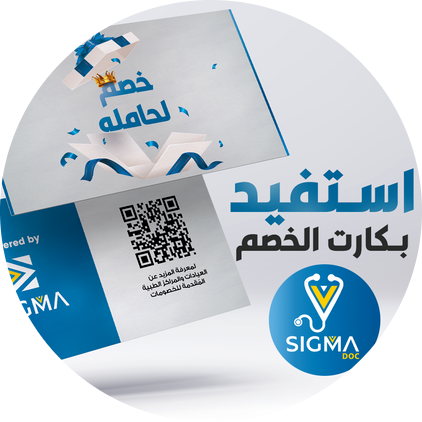 خصم
لحامله
استفيد
بكارت الخصم
ered by
SIGMA
لمعرفة المزيد عن
العيادات والمراكز الطبية
المقدمة للخصومات
SIGMA
DOC